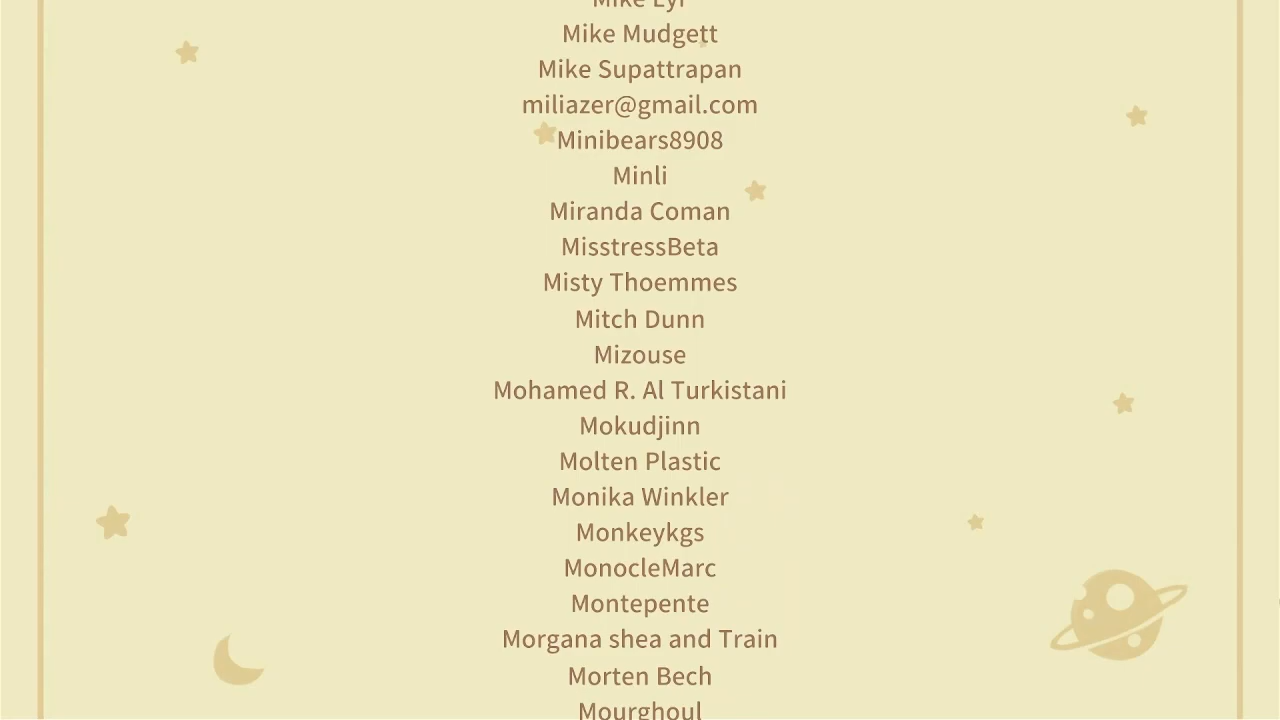 Mike
Mike Mudgett
Mike Supattrapan
miliazer@gmail.com
Minibears8908
Minli
Miranda Coman
MisstressBeta
Misty Thoemmes
Mitch Dunn
Mizouse
Mohamed R. Al Turkistani
Mokudjinn
Molten Plastic
Monika Winkler
Monkeykgs
MonocleMarc
Montepente
Morgana shea and Train
Morten Bech
Mourghoul